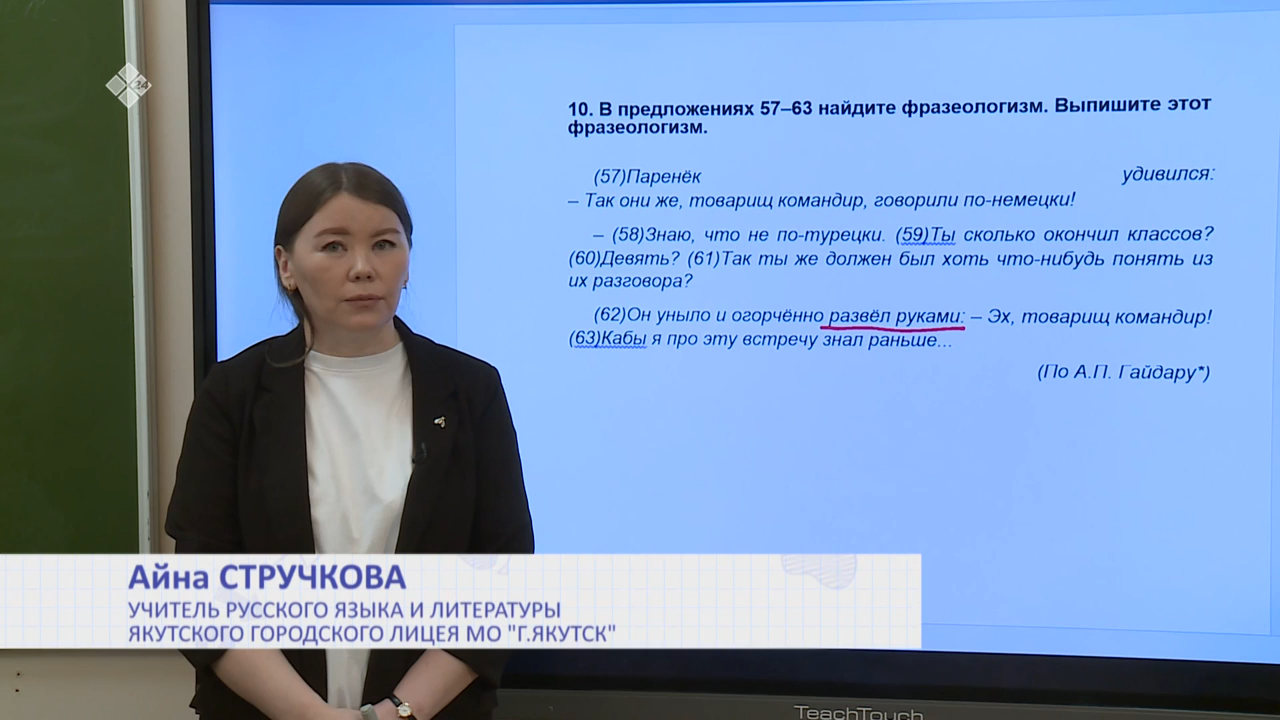 24
10. В предложениях 57–63 найдите фразеологизм. Выпишите этот
фразеологизм.
(57)Паренёк удивился:
– Так они же, товарищ командир, говорили по-немецки!
– (58)Знаю, что не по-турецки. (59)Ты сколько окончил классов?
(60)Девять? (61)Так ты же должен был хоть что-нибудь понять из
их разговора?
(62)Он уныло и огорчённо развёл руками: – Эх, товарищ командир!
(63)Кабы я про эту встречу знал раньше...
(По А.П. Гайдару*)
Айна СТРУЧКОВА
УЧИТЕЛЬ РУССКОГО ЯЗЫКА И ЛИТЕРАТУРЫ
ЯКУТСКОГО ГОРОДСКОГО ЛИЦЕЯ МО "Г.ЯКУТСК"
TeachTouch